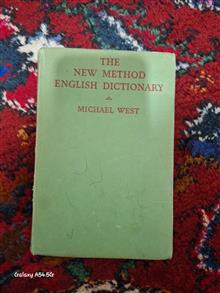 THE
NEW METHOD
ENGLISH DICTIONARY
MICHAEL WEST
Galaxy A54 5G